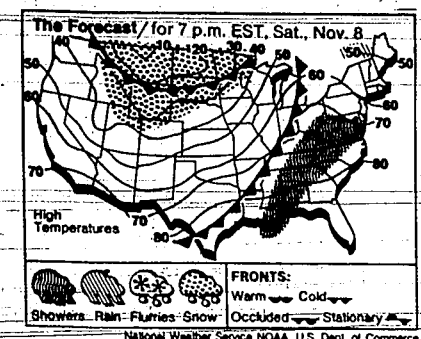 The Forecast / for 7 p.m. EST, Sat., Nov. 8
40 10 20 30 40 50 50 50
50 60
60 70
70 80
High
Temperatures 70 80
FRONTS:
Warm Cold
Showers Rain Flurries Snow Occluded Stationary
National Weather Service NOAA U.S. Dept. of Commerce